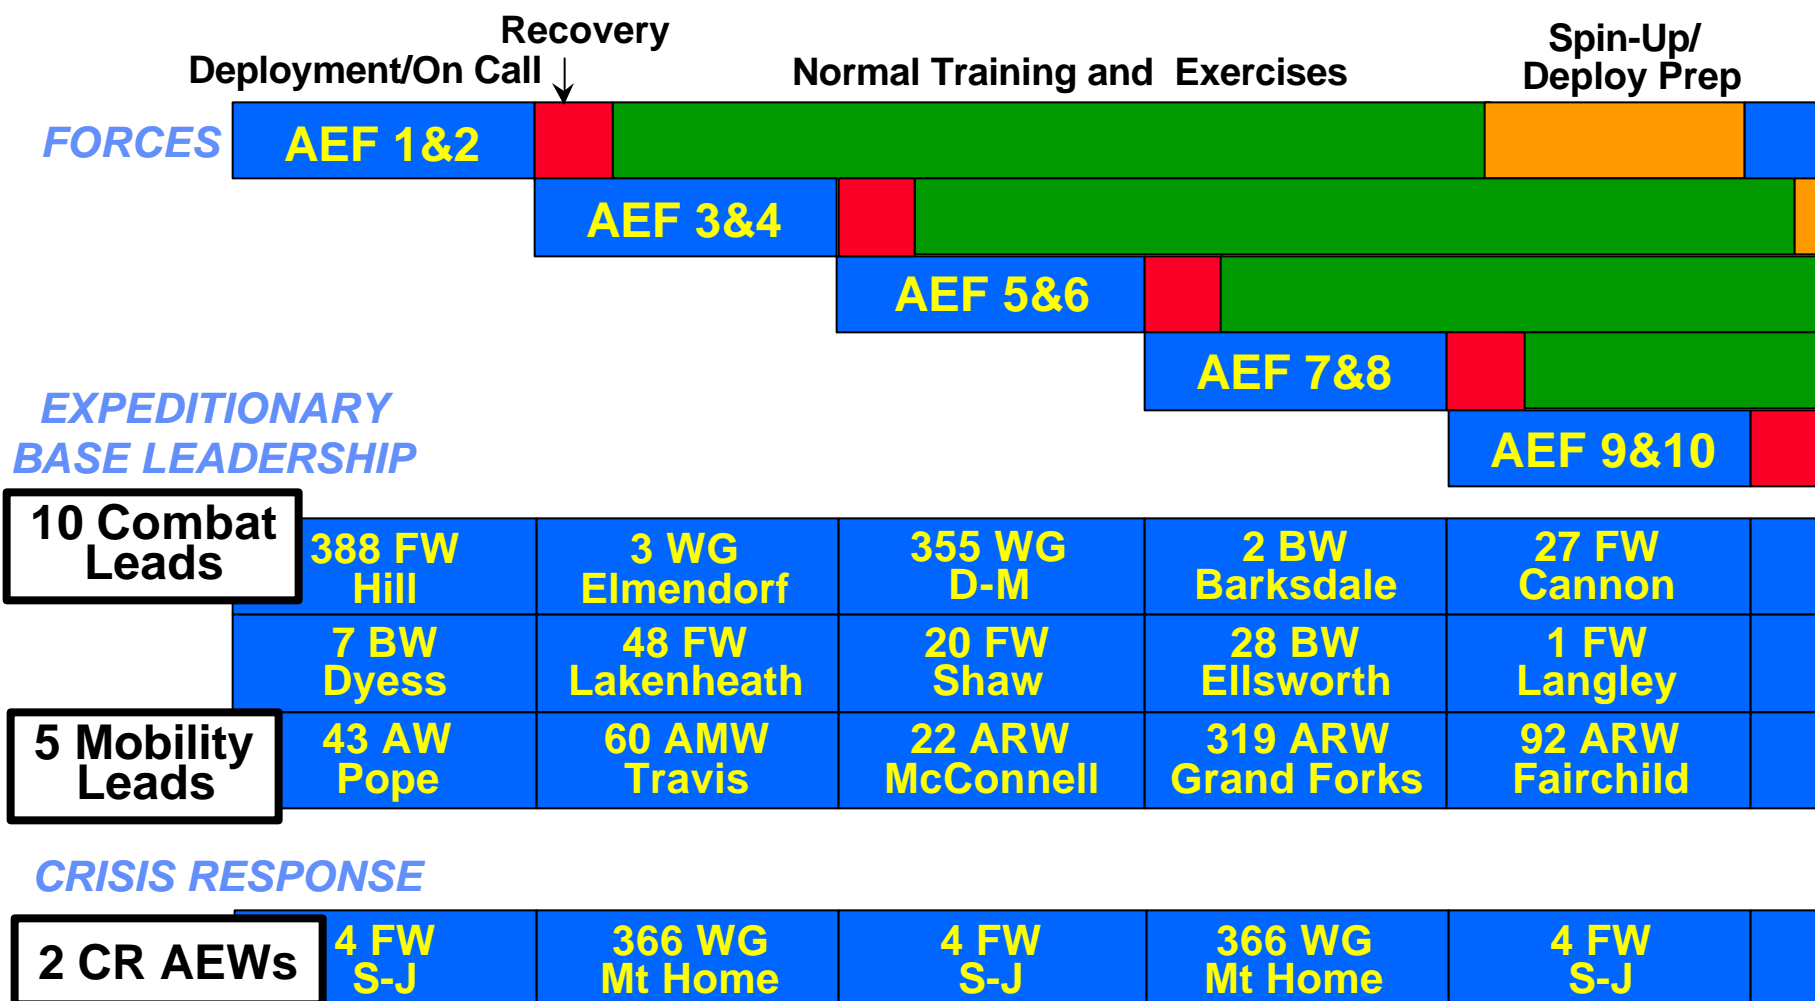 Recovery
Deployment/On Call
Normal Training and Exercises
Spin-Up/
Deploy Prep
FORCES
AEF 1&2
AEF 3&4
AEF 5&6
AEF 7&8
AEF 9&10
EXPEDITIONARY
BASE LEADERSHIP
10 Combat
Leads
388 FW
Hill
3 WG
Elmendorf
355 WG
D-M
2 BW
Barksdale
27 FW
Cannon
7 BW
Dyess
48 FW
Lakenheath
20 FW
Shaw
28 BW
Ellsworth
1 FW
Langley
5 Mobility
Leads
43 AW
Pope
60 AMW
Travis
22 ARW
McConnell
319 ARW
Grand Forks
92 ARW
Fairchild
CRISIS RESPONSE
2 CR AEWs
4 FW
S-J
366 WG
Mt Home
4 FW
S-J
366 WG
Mt Home
4 FW
S-J